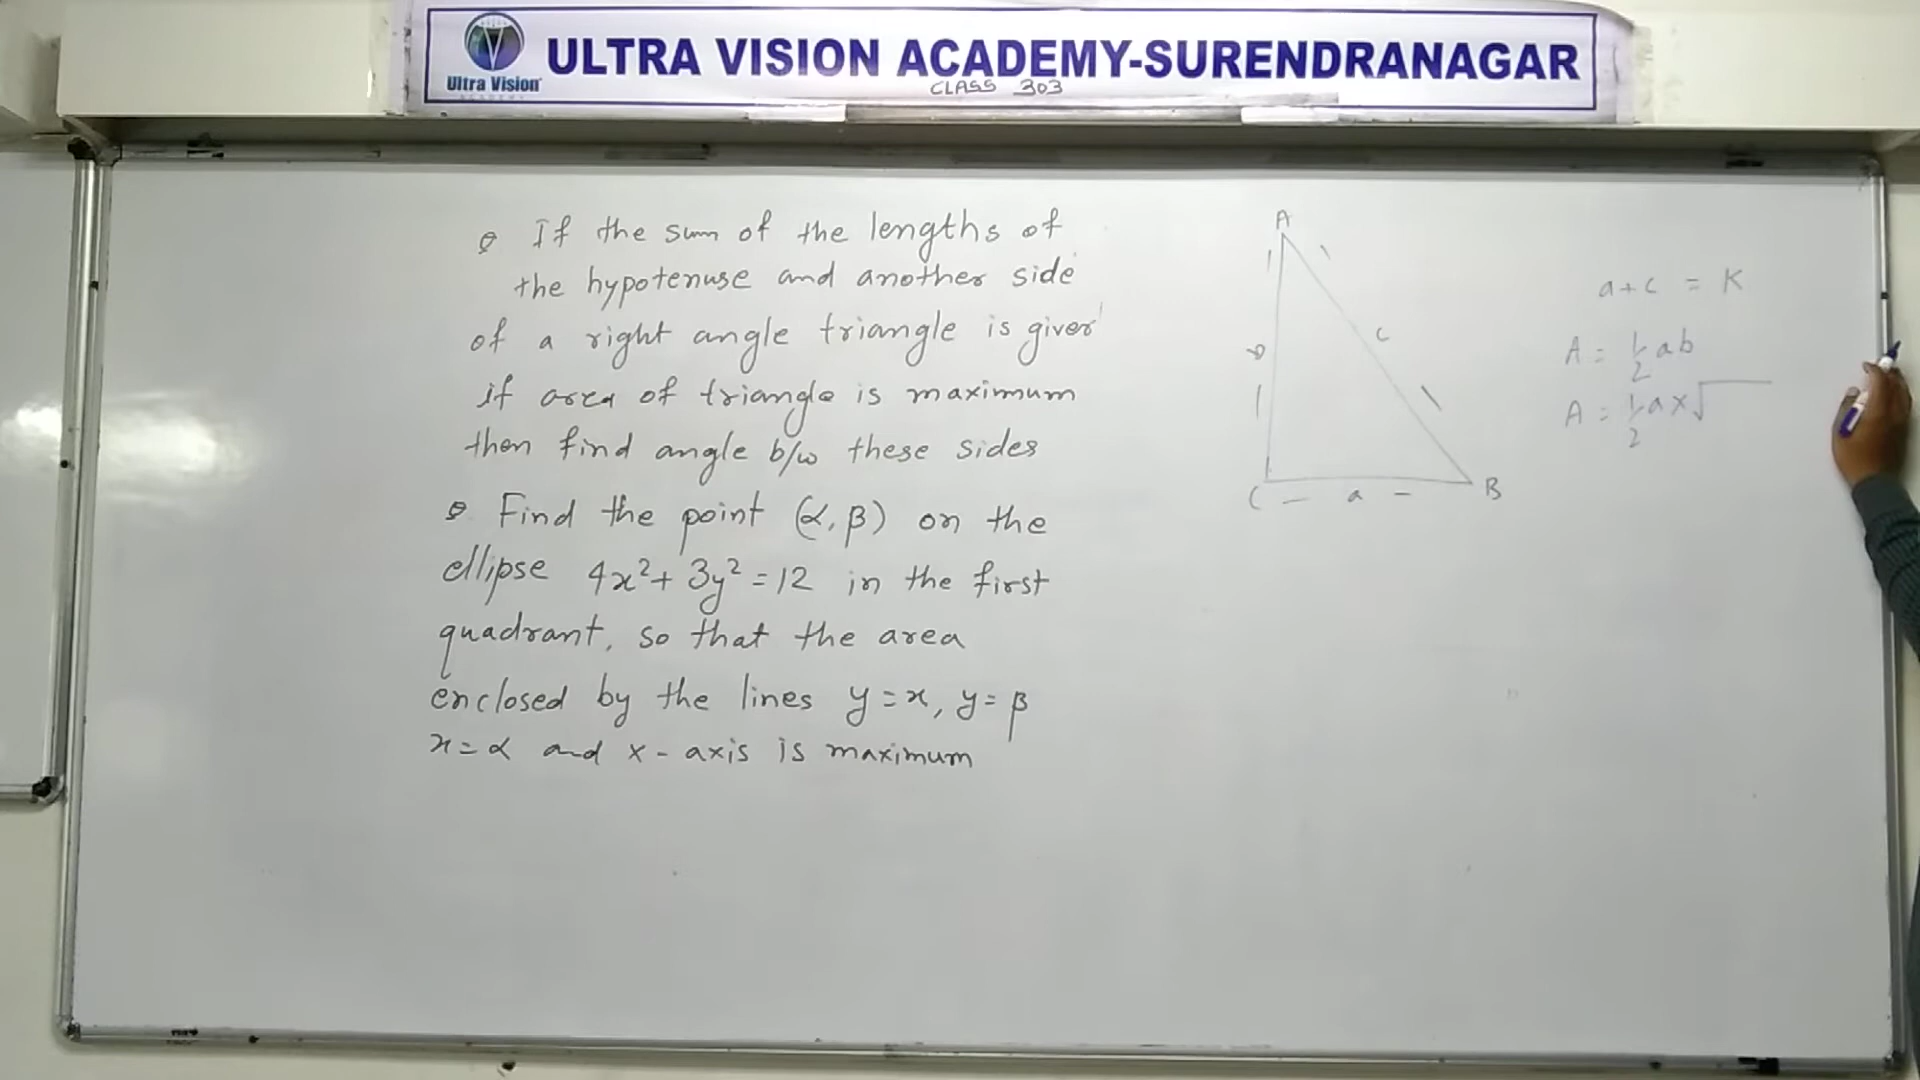 Ultra Vision
ACADEMY
ULTRA VISION ACADEMY-SURENDRANAGAR
CLASS 303
If the sum of the lengths of
the hypotenuse and another side
of a right angle triangle is given
if area of triangle is maximum
then find angle b/w these sides
Find the point (α, β) on the
ellipse 4x² + 3y² = 12 in the first
quadrant, so that the area
enclosed by the lines y = x, y = β
x = α and x - axis is maximum
A
b
c
C - a - B
a + c = K
A = 1/2 ab
A = 1/2 a × √